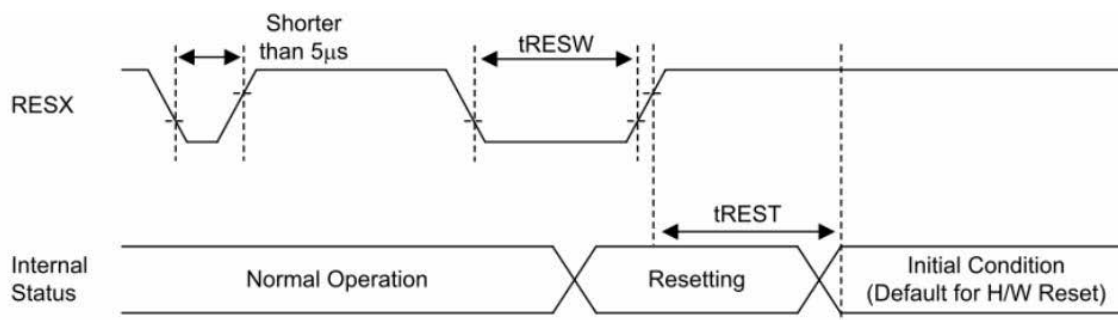 Shorter
than 5μs
tRESW
RESX
tREST
Internal
Status
Normal Operation
Resetting
Initial Condition
(Default for H/W Reset)